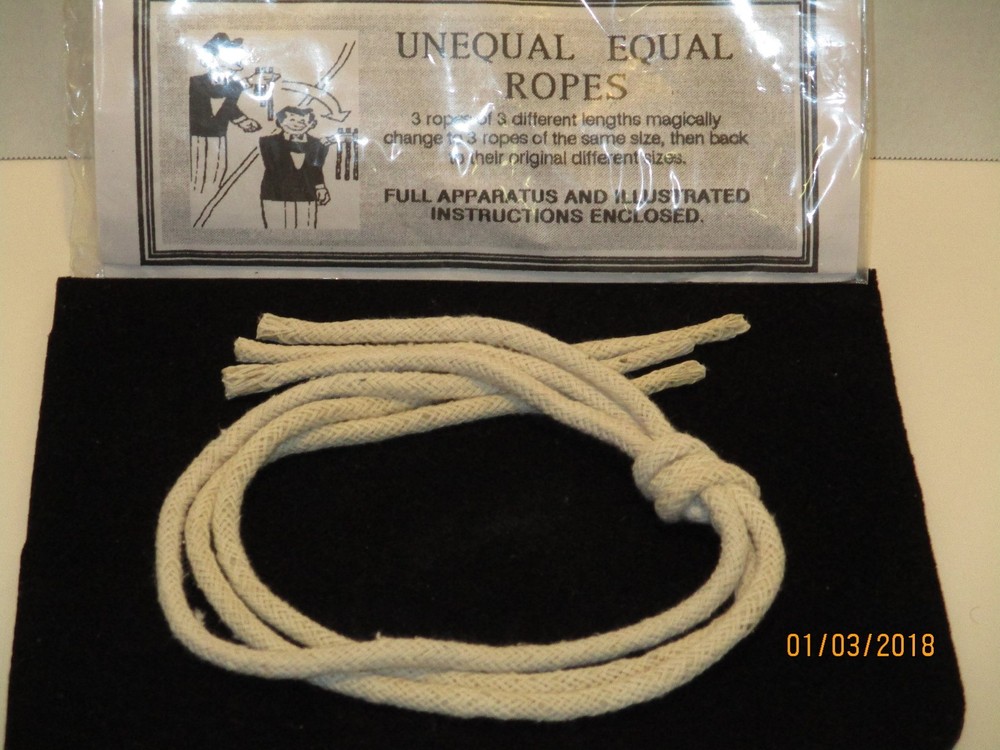 UNEQUAL EQUAL
ROPES
3 ropes of 3 different lengths magically
change to 3 ropes of the same size, then back
to their original different sizes.
FULL APPARATUS AND ILLUSTRATED
INSTRUCTIONS ENCLOSED.
01/03/2018